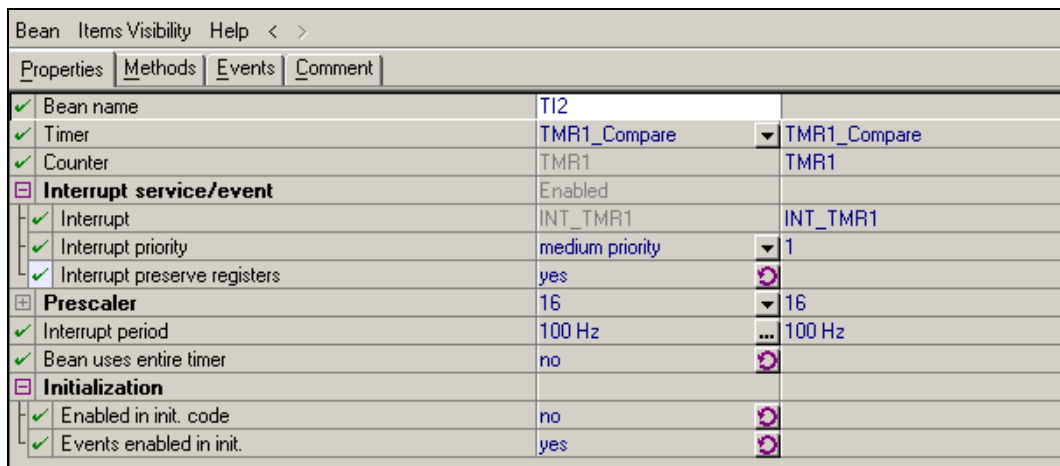 Bean Items Visibility Help < >
Properties Methods Events Comment
Bean name TI2
Timer TMR1_Compare TMR1_Compare
Counter TMR1 TMR1
Interrupt service/event Enabled
Interrupt INT_TMR1 INT_TMR1
Interrupt priority medium priority 1
Interrupt preserve registers yes
Prescaler 16 16
Interrupt period 100 Hz ... 100 Hz
Bean uses entire timer no
Initialization
Enabled in init. code no
Events enabled in init. yes